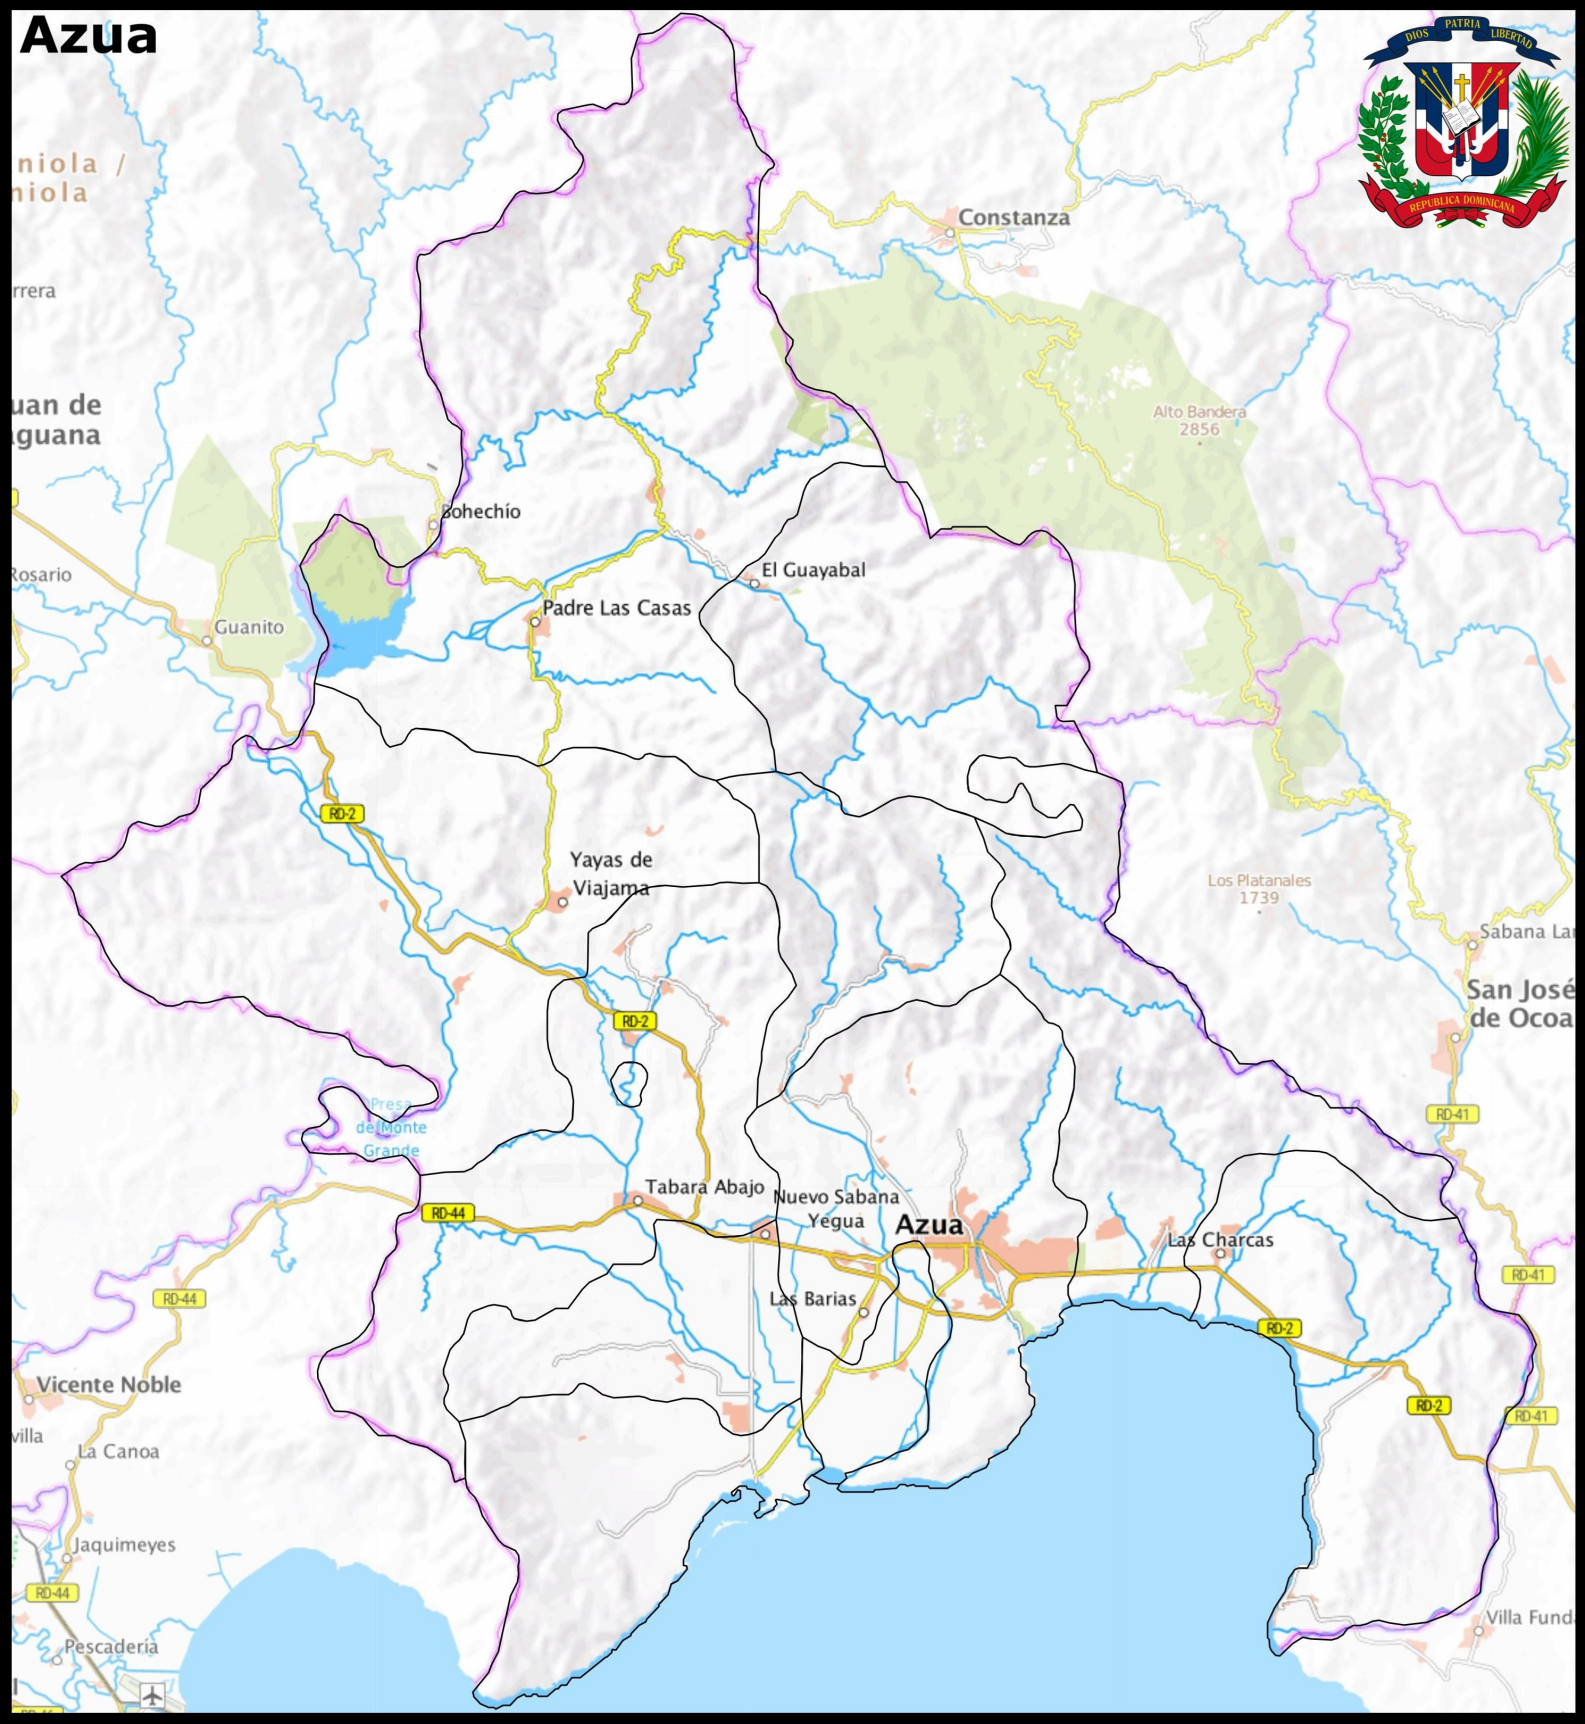 Azua
DIOS PATRIA LIBERTAD
REPUBLICA DOMINICANA
niola /
niola
Constanza
rrera
uan de
aguana
Alto Bandera
2856
Bohechío
El Guayabal
Rosario
Padre Las Casas
Guanito
RD-2
Yayas de
Viajama
Los Platanales
1739
Sabana Lar
San José
de Ocoa
RD-2
Presa
de Monte
Grande
RD-41
Tabara Abajo
Nuevo Sabana
Yegua
Azua
RD-44
Las Charcas
RD-41
RD-44
Las Barias
RD-2
Vicente Noble
RD-2
RD-41
villa
La Canoa
Jaquimeyes
RD-44
Villa Fund
Pescadería